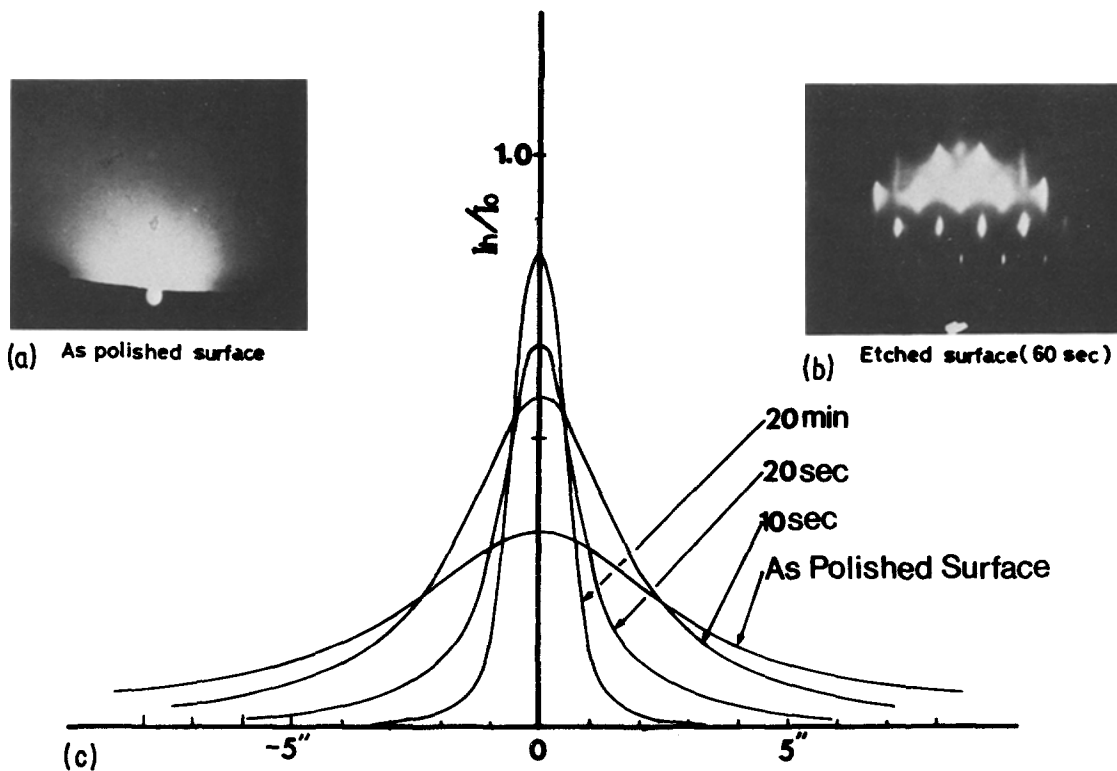 1.0
Ih/Io
(a) As polished surface
(b) Etched surface (60 sec)
20min
20sec
10sec
As Polished Surface
(c)
-5″ 0 5″